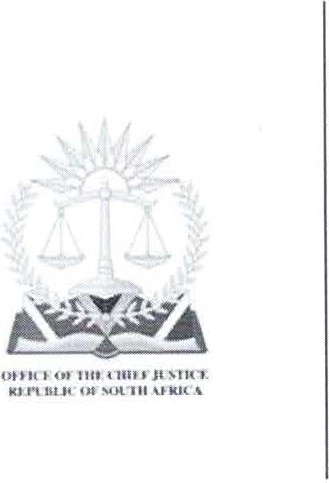 OFFICE OF THE CHIEF JUSTICE
REPUBLIC OF SOUTH AFRICA